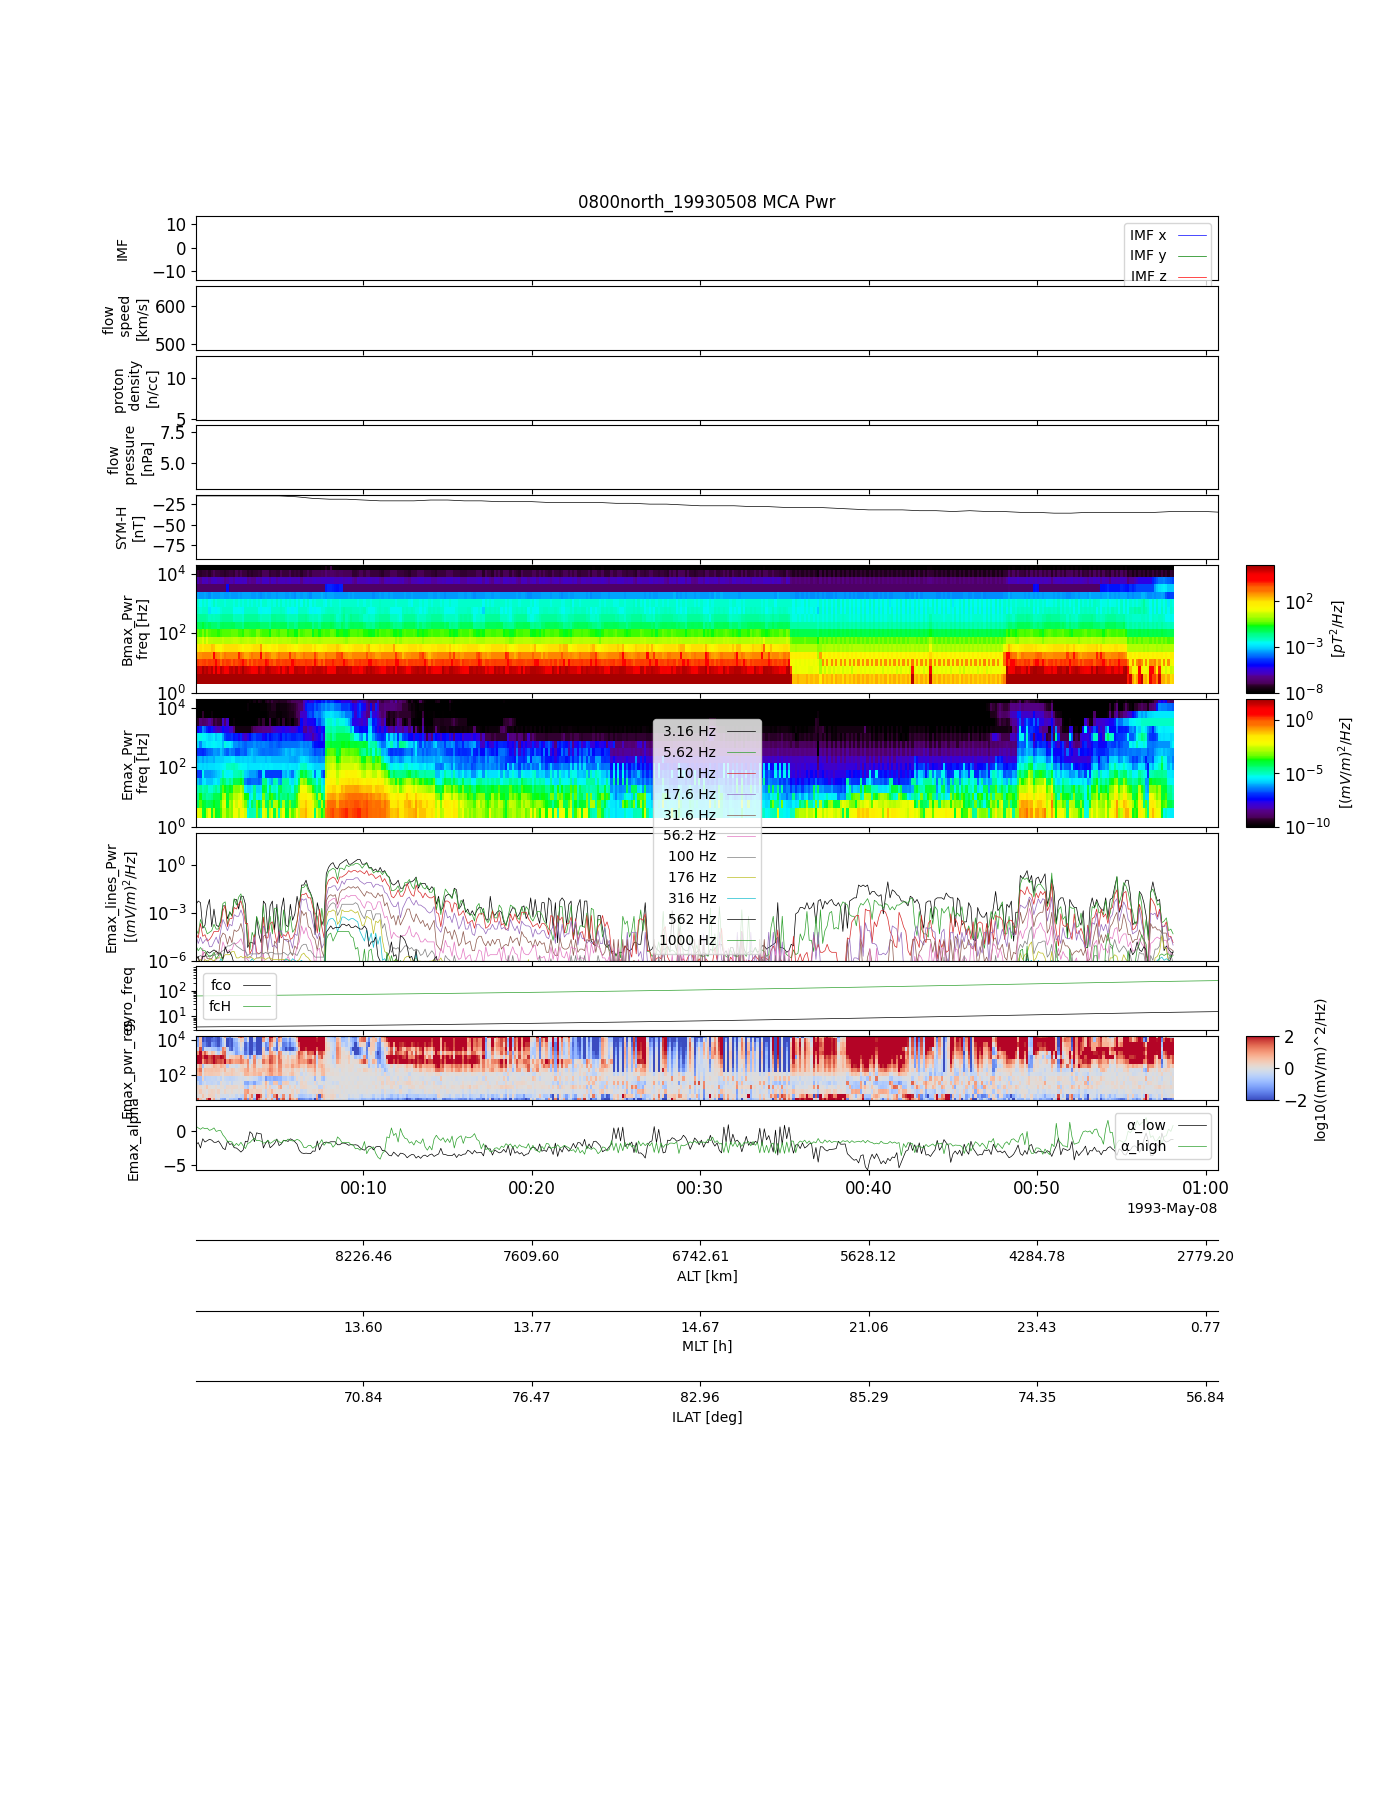 0800north_19930508 MCA Pwr
IMF
10
0
−10
IMF x
IMF y
IMF z
flow
speed
[km/s]
600
500
proton
density
[n/cc]
10
5
flow
pressure
[nPa]
7.5
5.0
SYM-H
[nT]
−25
−50
−75
Bmax_Pwr
freq [Hz]
10^4
10^2
10^0
10^2
10^−3
10^−8
[pT^2/Hz]
Emax_Pwr
freq [Hz]
10^4
10^2
10^0
10^0
10^−5
10^−10
[(mV/m)^2/Hz]
3.16 Hz
5.62 Hz
10 Hz
17.6 Hz
31.6 Hz
56.2 Hz
100 Hz
176 Hz
316 Hz
562 Hz
1000 Hz
Emax_lines_Pwr
[(mV/m)^2/Hz]
10^0
10^−3
10^−6
gyro_freq
10^2
10^1
fco
fcH
Emax_pwr_reg
10^4
10^2
2
0
−2
log10((mV/m)^2/Hz)
Emax_alpha
0
−5
α_low
α_high
00:10 00:20 00:30 00:40 00:50 01:00
1993-May-08
8226.46 7609.60 6742.61 5628.12 4284.78 2779.20
ALT [km]
13.60 13.77 14.67 21.06 23.43 0.77
MLT [h]
70.84 76.47 82.96 85.29 74.35 56.84
ILAT [deg]